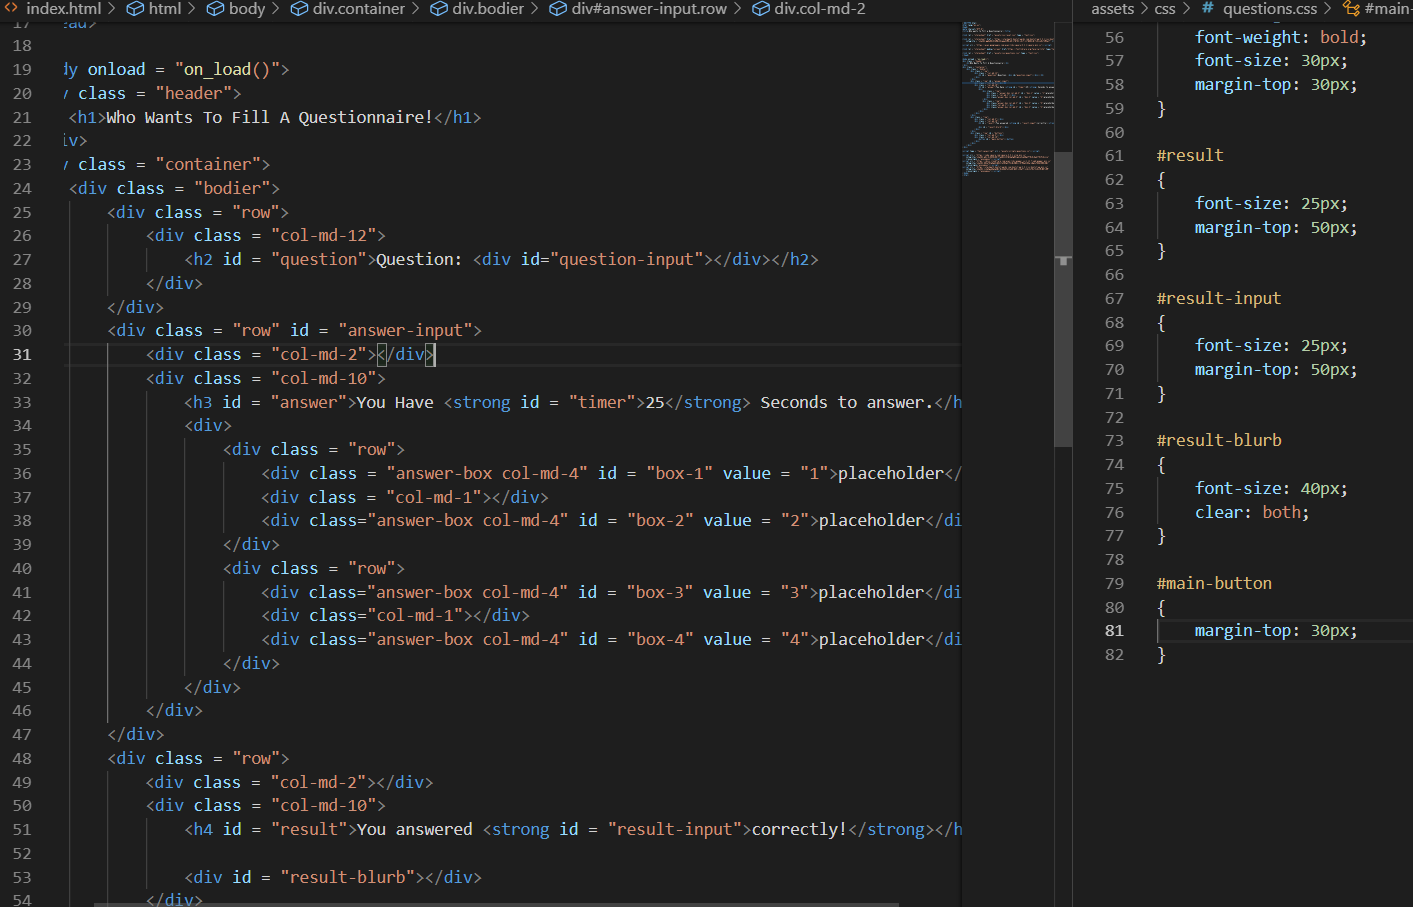 index.html > html > body > div.container > div.bodier > div#answer-input.row > div.col-md-2
17 ead>
18
19 dy onload = "on_load()">
20 class = "header">
21 <h1>Who Wants To Fill A Questionnaire!</h1>
22 iv>
23 class = "container">
24 <div class = "bodier">
25 <div class = "row">
26 <div class = "col-md-12">
27 <h2 id = "question">Question: <div id="question-input"></div></h2>
28 </div>
29 </div>
30 <div class = "row" id = "answer-input">
31 <div class = "col-md-2"></div>
32 <div class = "col-md-10">
33 <h3 id = "answer">You Have <strong id = "timer">25</strong> Seconds to answer.</h
34 <div>
35 <div class = "row">
36 <div class = "answer-box col-md-4" id = "box-1" value = "1">placeholder</
37 <div class = "col-md-1"></div>
38 <div class="answer-box col-md-4" id = "box-2" value = "2">placeholder</di
39 </div>
40 <div class = "row">
41 <div class="answer-box col-md-4" id = "box-3" value = "3">placeholder</di
42 <div class="col-md-1"></div>
43 <div class="answer-box col-md-4" id = "box-4" value = "4">placeholder</di
44 </div>
45 </div>
46 </div>
47 </div>
48 <div class = "row">
49 <div class = "col-md-2"></div>
50 <div class = "col-md-10">
51 <h4 id = "result">You answered <strong id = "result-input">correctly!</strong></h
52
53 <div id = "result-blurb"></div>
54 </div>
assets > css > # questions.css > #main-
56 font-weight: bold;
57 font-size: 30px;
58 margin-top: 30px;
59 }
60
61 #result
62 {
63 font-size: 25px;
64 margin-top: 50px;
65 }
66
67 #result-input
68 {
69 font-size: 25px;
70 margin-top: 50px;
71 }
72
73 #result-blurb
74 {
75 font-size: 40px;
76 clear: both;
77 }
78
79 #main-button
80 {
81 margin-top: 30px;
82 }